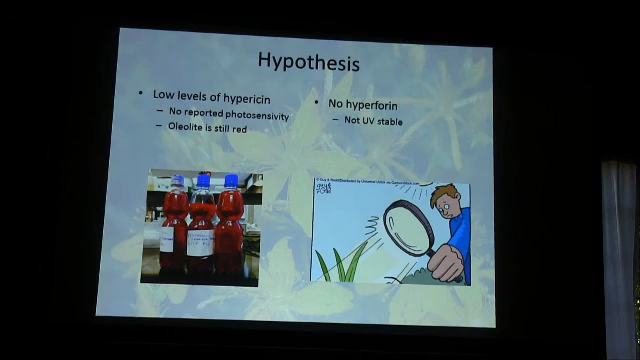 Hypothesis
• Low levels of hypericin
– No reported photosensivity
– Oleolite is still red
• No hyperforin
– Not UV stable